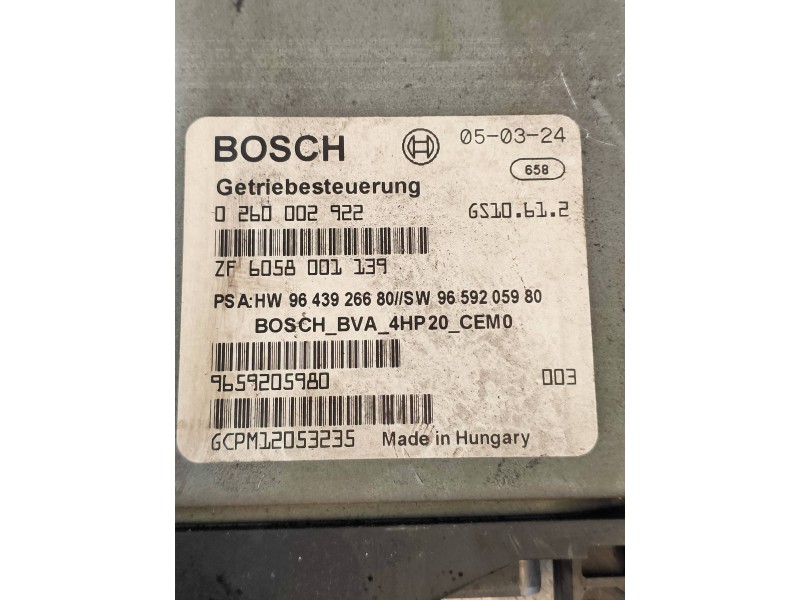 BOSCH
05-03-24
658
Getriebesteuerung
0 260 002 922
GS10.61.2
ZF 6058 001 139
PSA:HW 96 439 266 80//SW 96 592 059 80
BOSCH_BVA_4HP20_CEM0
9659205980
003
GCPM12053235
Made in Hungary